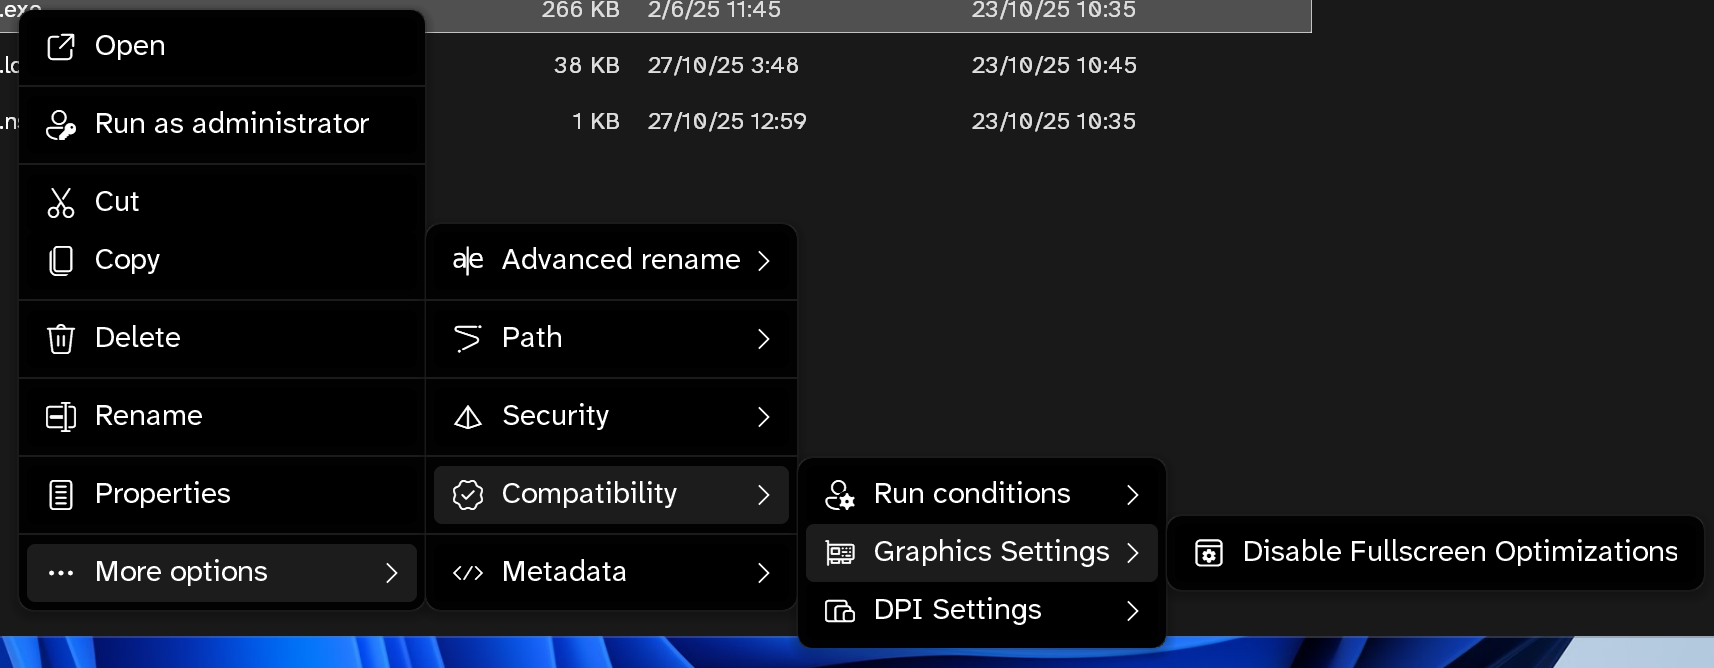 .exe 266 KB 2/6/25 11:45 23/10/25 10:35
Open
38 KB 27/10/25 3:48 23/10/25 10:45
Run as administrator
1 KB 27/10/25 12:59 23/10/25 10:35
Cut
Copy
Delete
Rename
Properties
More options
Advanced rename
Path
Security
Compatibility
Metadata
Run conditions
Graphics Settings
DPI Settings
Disable Fullscreen Optimizations